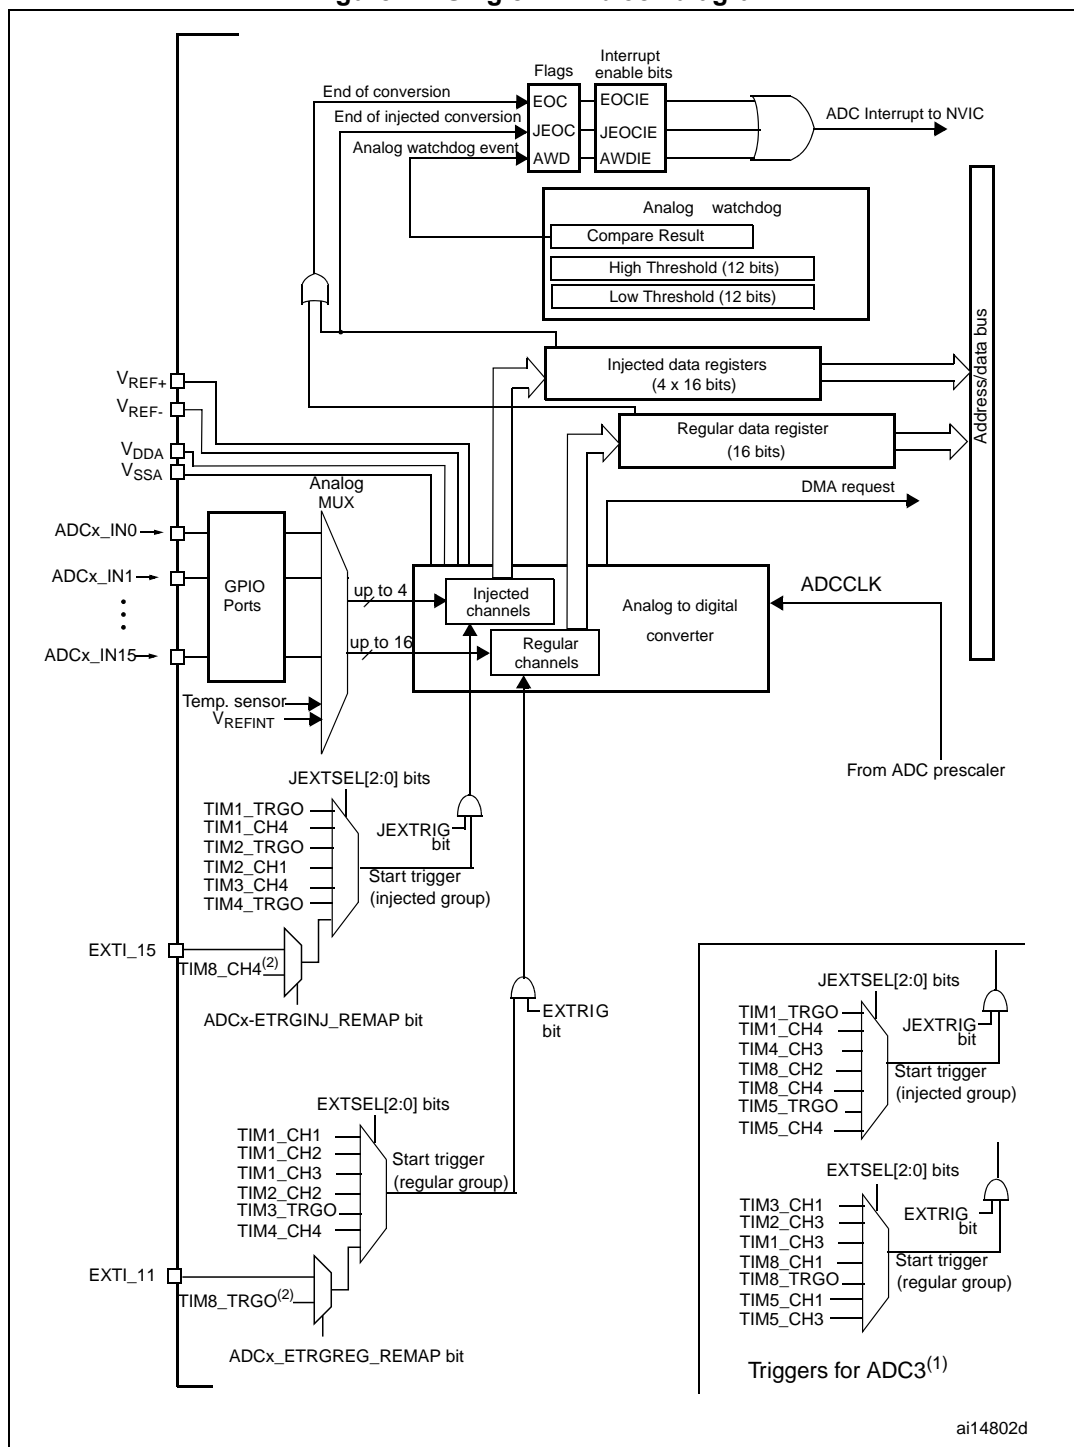 Flags
Interrupt
enable bits
End of conversion
EOC
EOCIE
End of injected conversion
JEOC
JEOCIE
ADC Interrupt to NVIC
Analog watchdog event
AWD
AWDIE
Analog watchdog
Compare Result
High Threshold (12 bits)
Low Threshold (12 bits)
Address/data bus
Injected data registers
(4 x 16 bits)
VREF+
VREF-
Regular data register
(16 bits)
VDDA
VSSA
DMA request
Analog
MUX
ADCx_IN0
ADCx_IN1
ADCx_IN15
GPIO
Ports
up to 4
Injected
channels
Analog to digital
converter
ADCCLK
up to 16
Regular
channels
Temp. sensor
VREFINT
From ADC prescaler
JEXTSEL[2:0] bits
TIM1_TRGO
TIM1_CH4
TIM2_TRGO
TIM2_CH1
TIM3_CH4
TIM4_TRGO
JEXTRIG
bit
Start trigger
(injected group)
EXTI_15
TIM8_CH4(2)
ADCx-ETRGINJ_REMAP bit
EXTRIG
bit
EXTSEL[2:0] bits
TIM1_CH1
TIM1_CH2
TIM1_CH3
TIM2_CH2
TIM3_TRGO
TIM4_CH4
Start trigger
(regular group)
EXTI_11
TIM8_TRGO(2)
ADCx_ETRGREG_REMAP bit
JEXTSEL[2:0] bits
TIM1_TRGO
TIM1_CH4
TIM4_CH3
TIM8_CH2
TIM8_CH4
TIM5_TRGO
TIM5_CH4
JEXTRIG
bit
Start trigger
(injected group)
EXTSEL[2:0] bits
TIM3_CH1
TIM2_CH3
TIM1_CH3
TIM8_CH1
TIM8_TRGO
TIM5_CH1
TIM5_CH3
EXTRIG
bit
Start trigger
(regular group)
Triggers for ADC3(1)
ai14802d